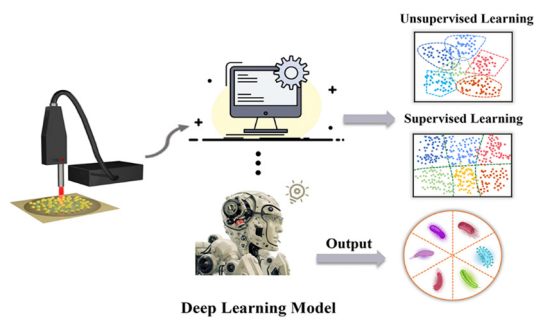 Unsupervised Learning
Supervised Learning
Output
Deep Learning Model